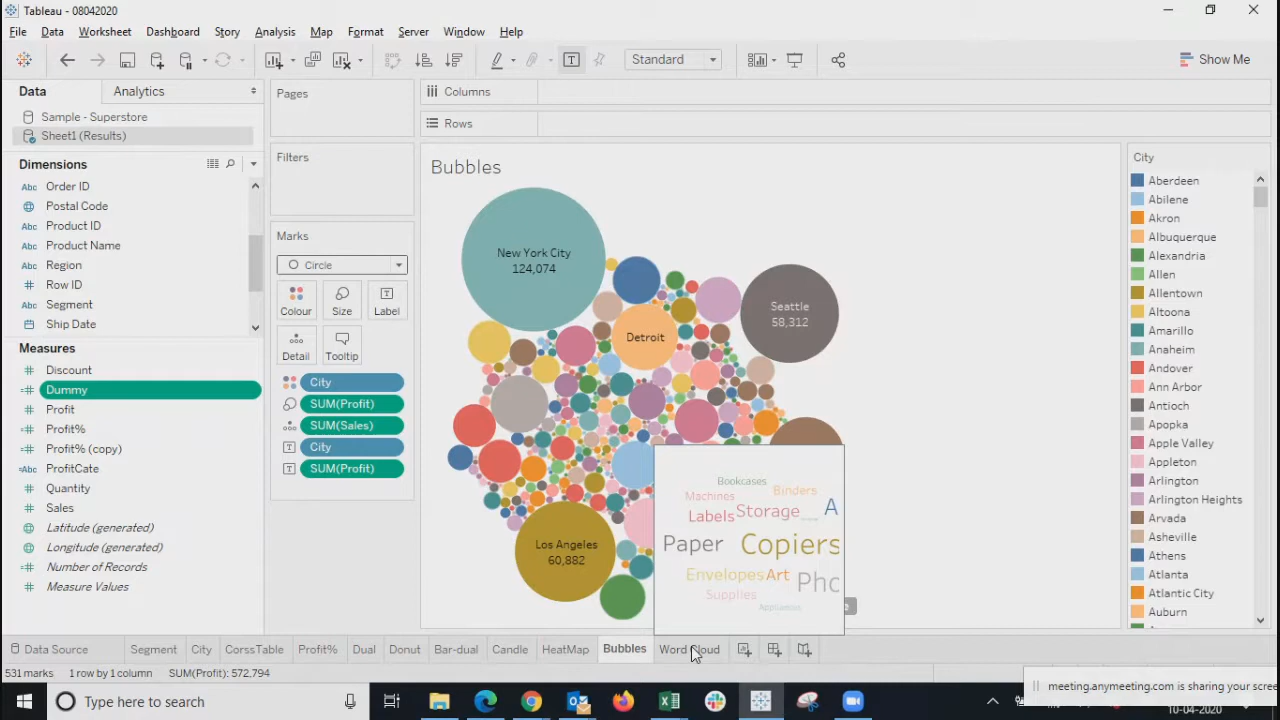 Tableau - 08042020
File Data Worksheet Dashboard Story Analysis Map Format Server Window Help
Standard
Show Me
Data
Analytics
Sample - Superstore
Sheet1 (Results)
Dimensions
Order ID
Postal Code
Product ID
Product Name
Region
Row ID
Segment
Ship Date
Measures
Discount
Dummy
Profit
Profit%
Profit% (copy)
ProfitCate
Quantity
Sales
Latitude (generated)
Longitude (generated)
Number of Records
Measure Values
Pages
Filters
Marks
Circle
Colour Size Label
Detail Tooltip
City
SUM(Profit)
SUM(Sales)
City
SUM(Profit)
Columns
Rows
Bubbles
New York City
124,074
Seattle
58,312
Detroit
Los Angeles
60,882
Bookcases
Machines Binders
Labels Storage A
Paper Copiers
Envelopes Art Pho
Supplies
Appliances
City
Aberdeen
Abilene
Akron
Albuquerque
Alexandria
Allen
Allentown
Altoona
Amarillo
Anaheim
Andover
Ann Arbor
Antioch
Apopka
Apple Valley
Appleton
Arlington
Arlington Heights
Arvada
Asheville
Athens
Atlanta
Atlantic City
Auburn
Data Source Segment City CorssTable Profit% Dual Donut Bar-dual Candle HeatMap Bubbles Word Cloud
531 marks 1 row by 1 column SUM(Profit): 572,794
meeting.anymeeting.com is sharing your scree
Type here to search
10-04-2020